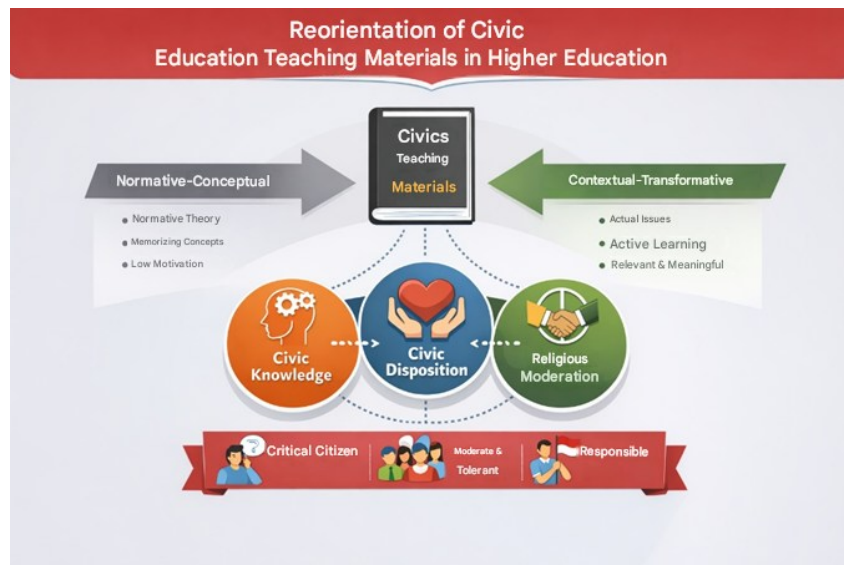 Reorientation of Civic
Education Teaching Materials in Higher Education
Civics
Teaching
Materials
Normative-Conceptual
• Normative Theory
• Memorizing Concepts
• Low Motivation
Contextual-Transformative
• Actual Issues
• Active Learning
• Relevant & Meaningful
Civic
Knowledge
Civic
Disposition
Religious
Moderation
?
Critical Citizen
Moderate &
Tolerant
Responsible